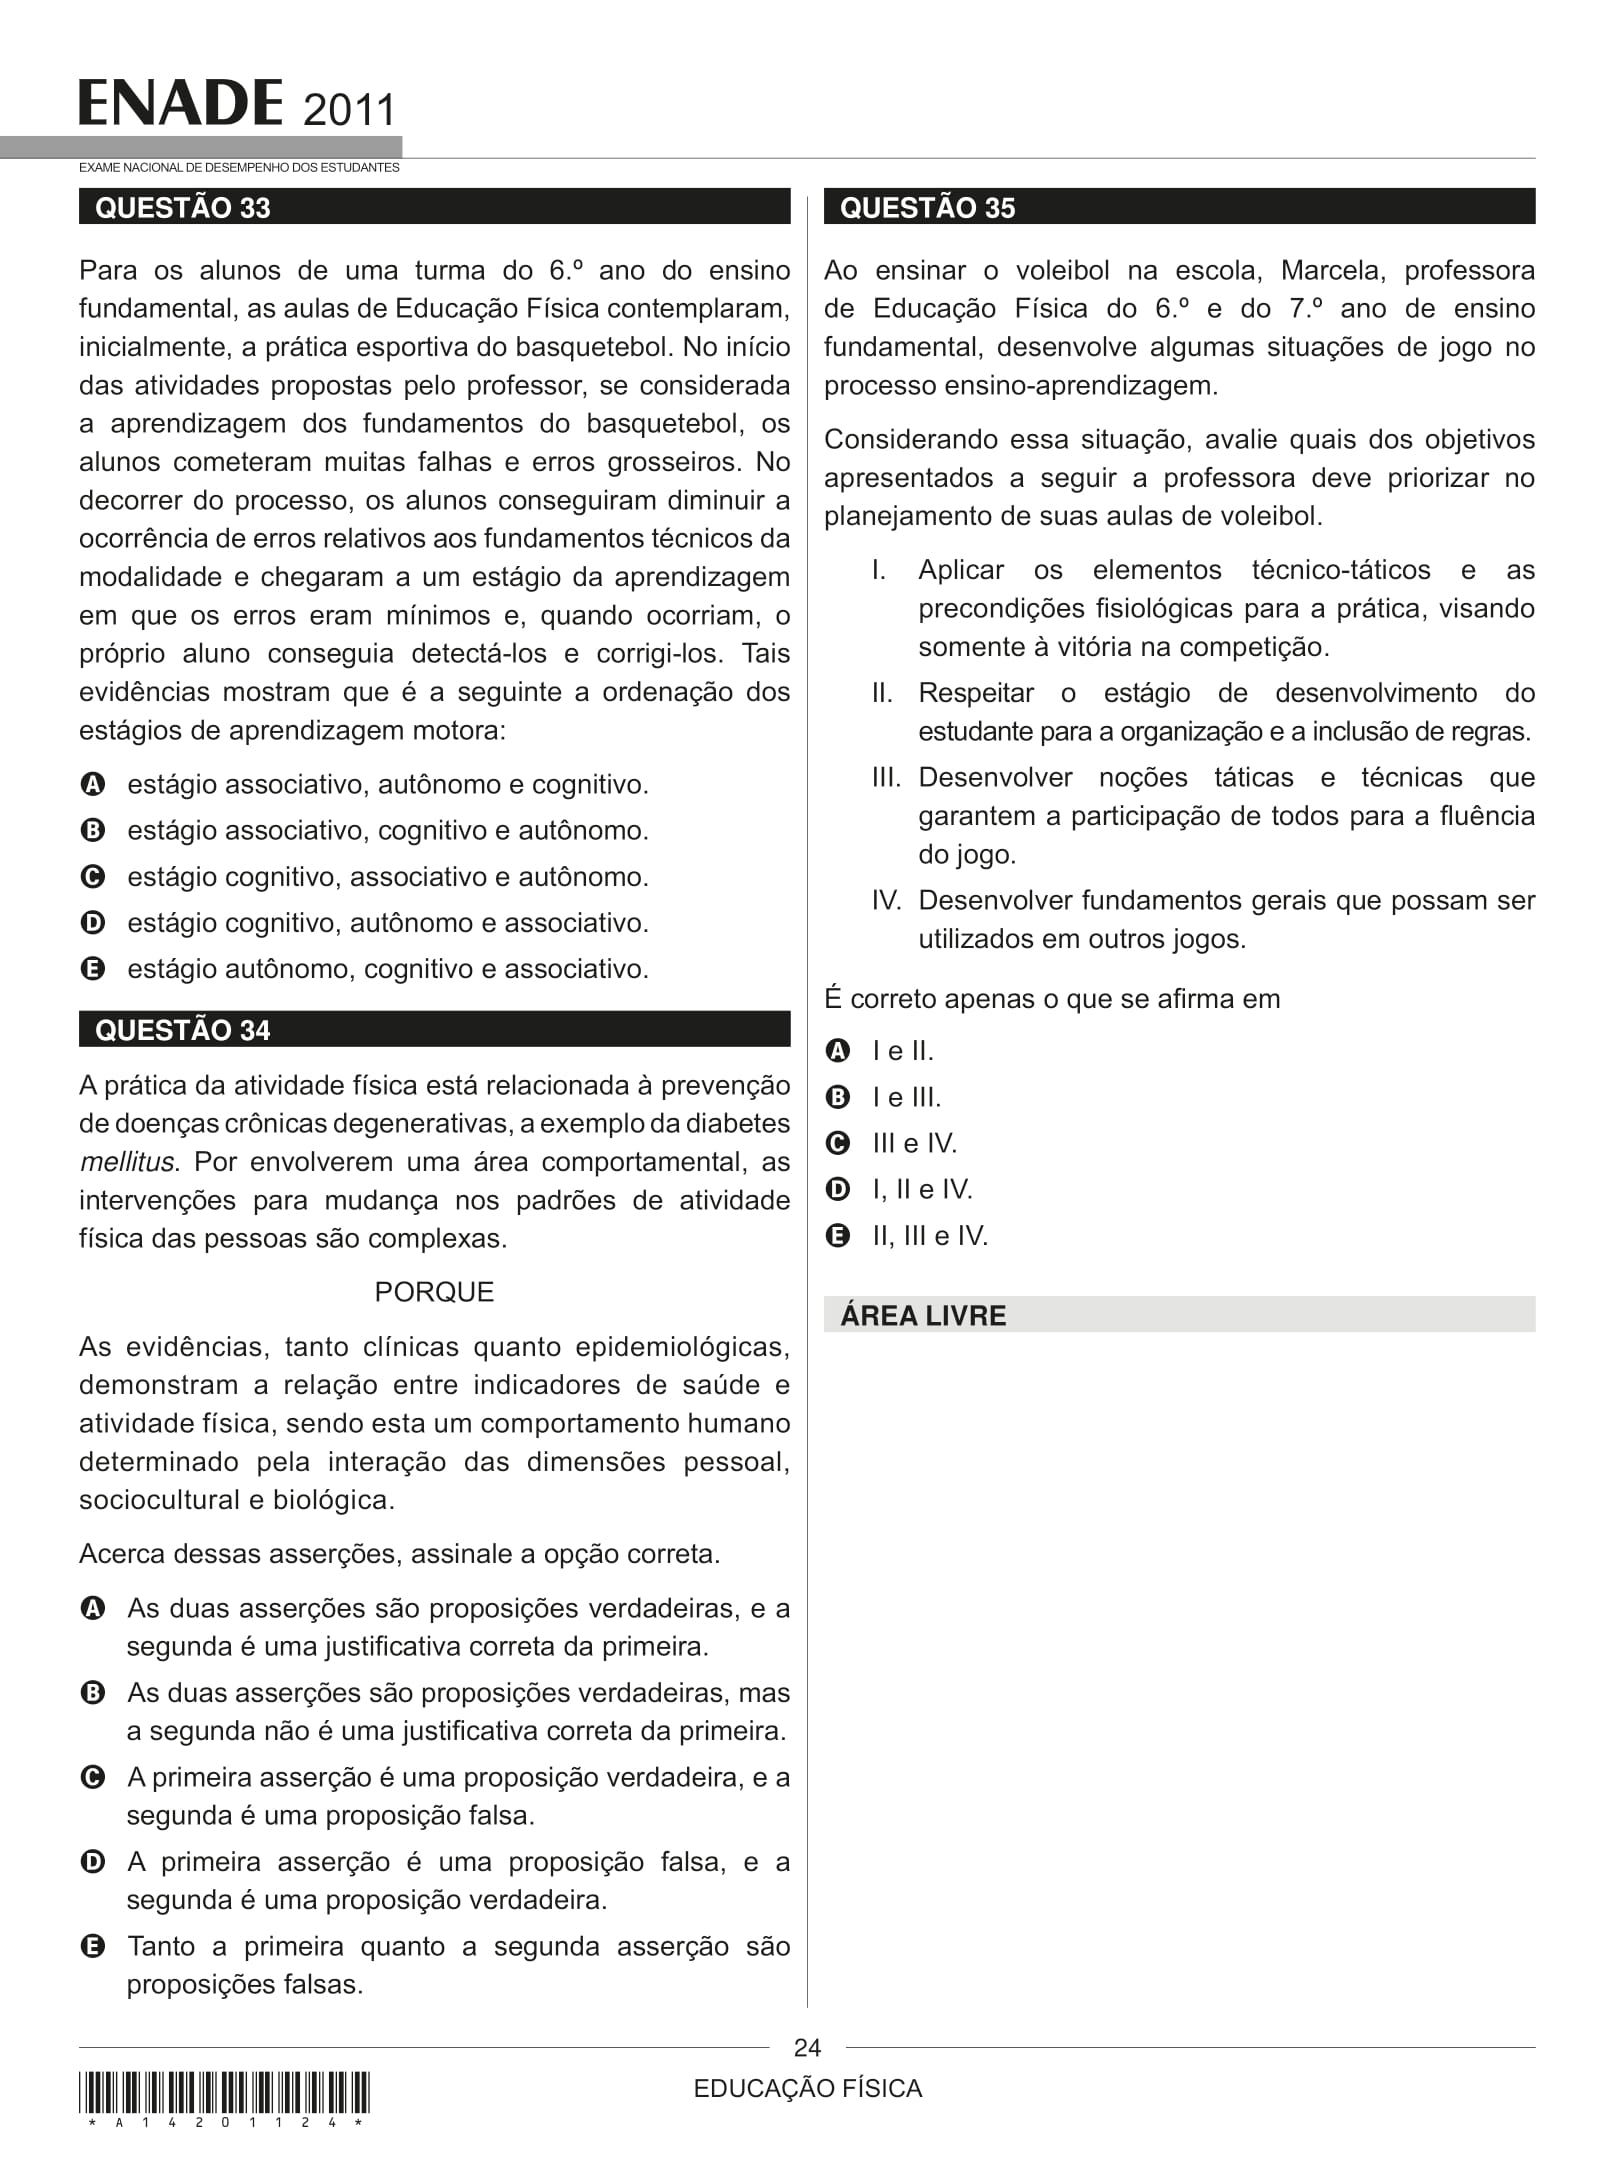 ENADE 2011
EXAME NACIONAL DE DESEMPENHO DOS ESTUDANTES
QUESTÃO 33
Para os alunos de uma turma do 6.º ano do ensino
fundamental, as aulas de Educação Física contemplaram,
inicialmente, a prática esportiva do basquetebol. No início
das atividades propostas pelo professor, se considerada
a aprendizagem dos fundamentos do basquetebol, os
alunos cometeram muitas falhas e erros grosseiros. No
decorrer do processo, os alunos conseguiram diminuir a
ocorrência de erros relativos aos fundamentos técnicos da
modalidade e chegaram a um estágio da aprendizagem
em que os erros eram mínimos e, quando ocorriam, o
próprio aluno conseguia detectá-los e corrigi-los. Tais
evidências mostram que é a seguinte a ordenação dos
estágios de aprendizagem motora:
A estágio associativo, autônomo e cognitivo.
B estágio associativo, cognitivo e autônomo.
C estágio cognitivo, associativo e autônomo.
D estágio cognitivo, autônomo e associativo.
E estágio autônomo, cognitivo e associativo.
QUESTÃO 34
A prática da atividade física está relacionada à prevenção
de doenças crônicas degenerativas, a exemplo da diabetes
mellitus. Por envolverem uma área comportamental, as
intervenções para mudança nos padrões de atividade
física das pessoas são complexas.
PORQUE
As evidências, tanto clínicas quanto epidemiológicas,
demonstram a relação entre indicadores de saúde e
atividade física, sendo esta um comportamento humano
determinado pela interação das dimensões pessoal,
sociocultural e biológica.
Acerca dessas asserções, assinale a opção correta.
A As duas asserções são proposições verdadeiras, e a
segunda é uma justificativa correta da primeira.
B As duas asserções são proposições verdadeiras, mas
a segunda não é uma justificativa correta da primeira.
C A primeira asserção é uma proposição verdadeira, e a
segunda é uma proposição falsa.
D A primeira asserção é uma proposição falsa, e a
segunda é uma proposição verdadeira.
E Tanto a primeira quanto a segunda asserção são
proposições falsas.
QUESTÃO 35
Ao ensinar o voleibol na escola, Marcela, professora
de Educação Física do 6.º e do 7.º ano de ensino
fundamental, desenvolve algumas situações de jogo no
processo ensino-aprendizagem.
Considerando essa situação, avalie quais dos objetivos
apresentados a seguir a professora deve priorizar no
planejamento de suas aulas de voleibol.
I. Aplicar os elementos técnico-táticos e as
precondições fisiológicas para a prática, visando
somente à vitória na competição.
II. Respeitar o estágio de desenvolvimento do
estudante para a organização e a inclusão de regras.
III. Desenvolver noções táticas e técnicas que
garantem a participação de todos para a fluência
do jogo.
IV. Desenvolver fundamentos gerais que possam ser
utilizados em outros jogos.
É correto apenas o que se afirma em
A I e II.
B I e III.
C III e IV.
D I, II e IV.
E II, III e IV.
ÁREA LIVRE
24
EDUCAÇÃO FÍSICA
* A 1 4 2 0 1 1 2 4 *